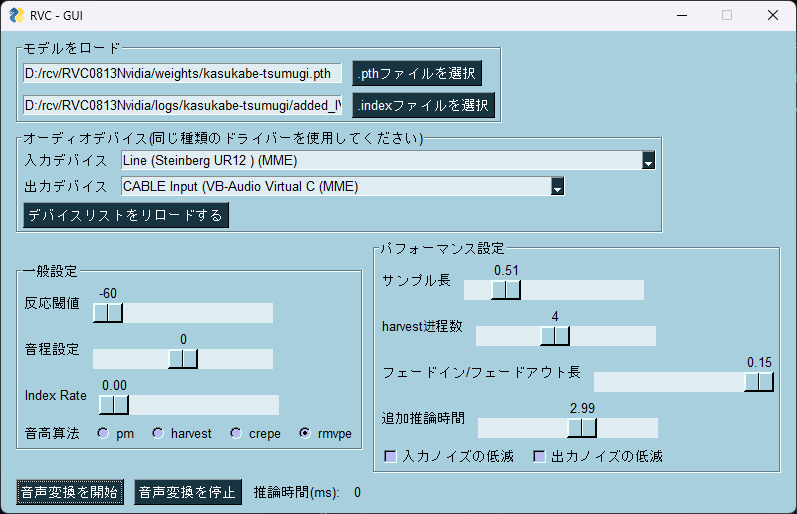 RVC - GUI
モデルをロード
D:/rcv/RVC0813Nvidia/weights/kasukabe-tsumugi.pth .pthファイルを選択
D:/rcv/RVC0813Nvidia/logs/kasukabe-tsumugi/added_IV .indexファイルを選択
オーディオデバイス(同じ種類のドライバーを使用してください)
入力デバイス Line (Steinberg UR12 ) (MME)
出力デバイス CABLE Input (VB-Audio Virtual C (MME)
デバイスリストをリロードする
一般設定
反応閾値 -60
音程設定 0
Index Rate 0.00
音高算法 pm harvest crepe rmvpe
パフォーマンス設定
サンプル長 0.51
harvest进程数 4
フェードイン/フェードアウト長 0.15
追加推論時間 2.99
入力ノイズの低減 出力ノイズの低減
音声変換を開始 音声変換を停止 推論時間(ms): 0